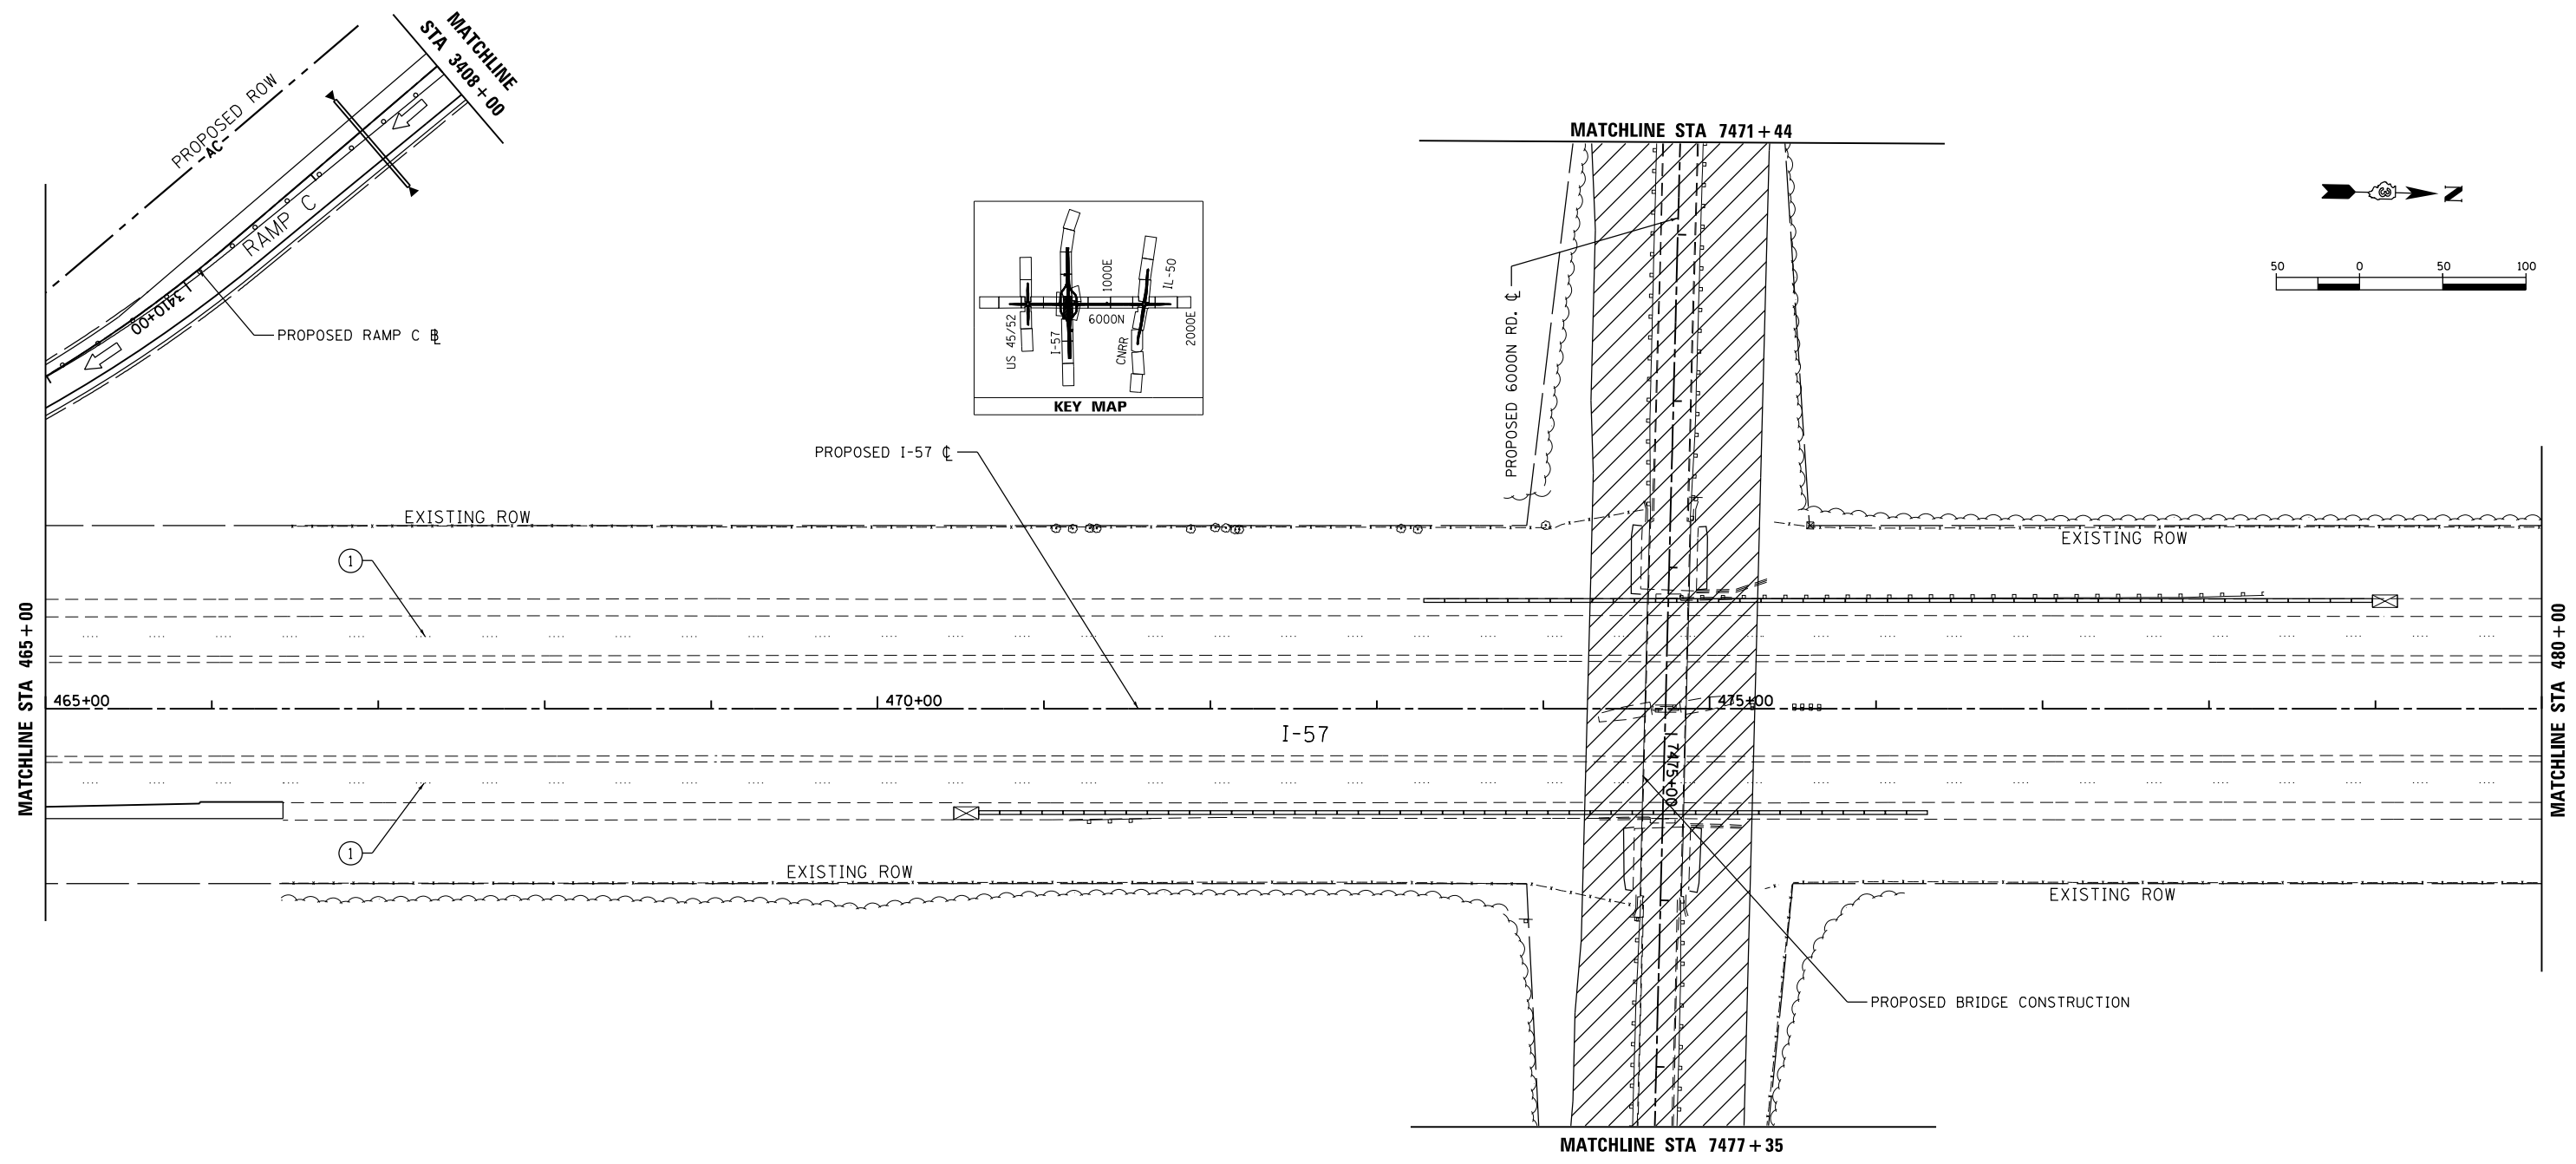 MATCHLINE
STA 3408+00
PROPOSED ROW
-AC-
RAMP C
3410+00
PROPOSED RAMP C ⅊
MATCHLINE STA 7471+44
N
50 0 50 100
US 45/52
I-57
1000E
6000N
CNRR
IL-50
2000E
KEY MAP
PROPOSED 6000N RD. ℄
PROPOSED I-57 ℄
EXISTING ROW
EXISTING ROW
1
MATCHLINE STA 465+00
465+00
470+00
475+00
MATCHLINE STA 480+00
I-57
7475+00
1
EXISTING ROW
EXISTING ROW
PROPOSED BRIDGE CONSTRUCTION
MATCHLINE STA 7477+35